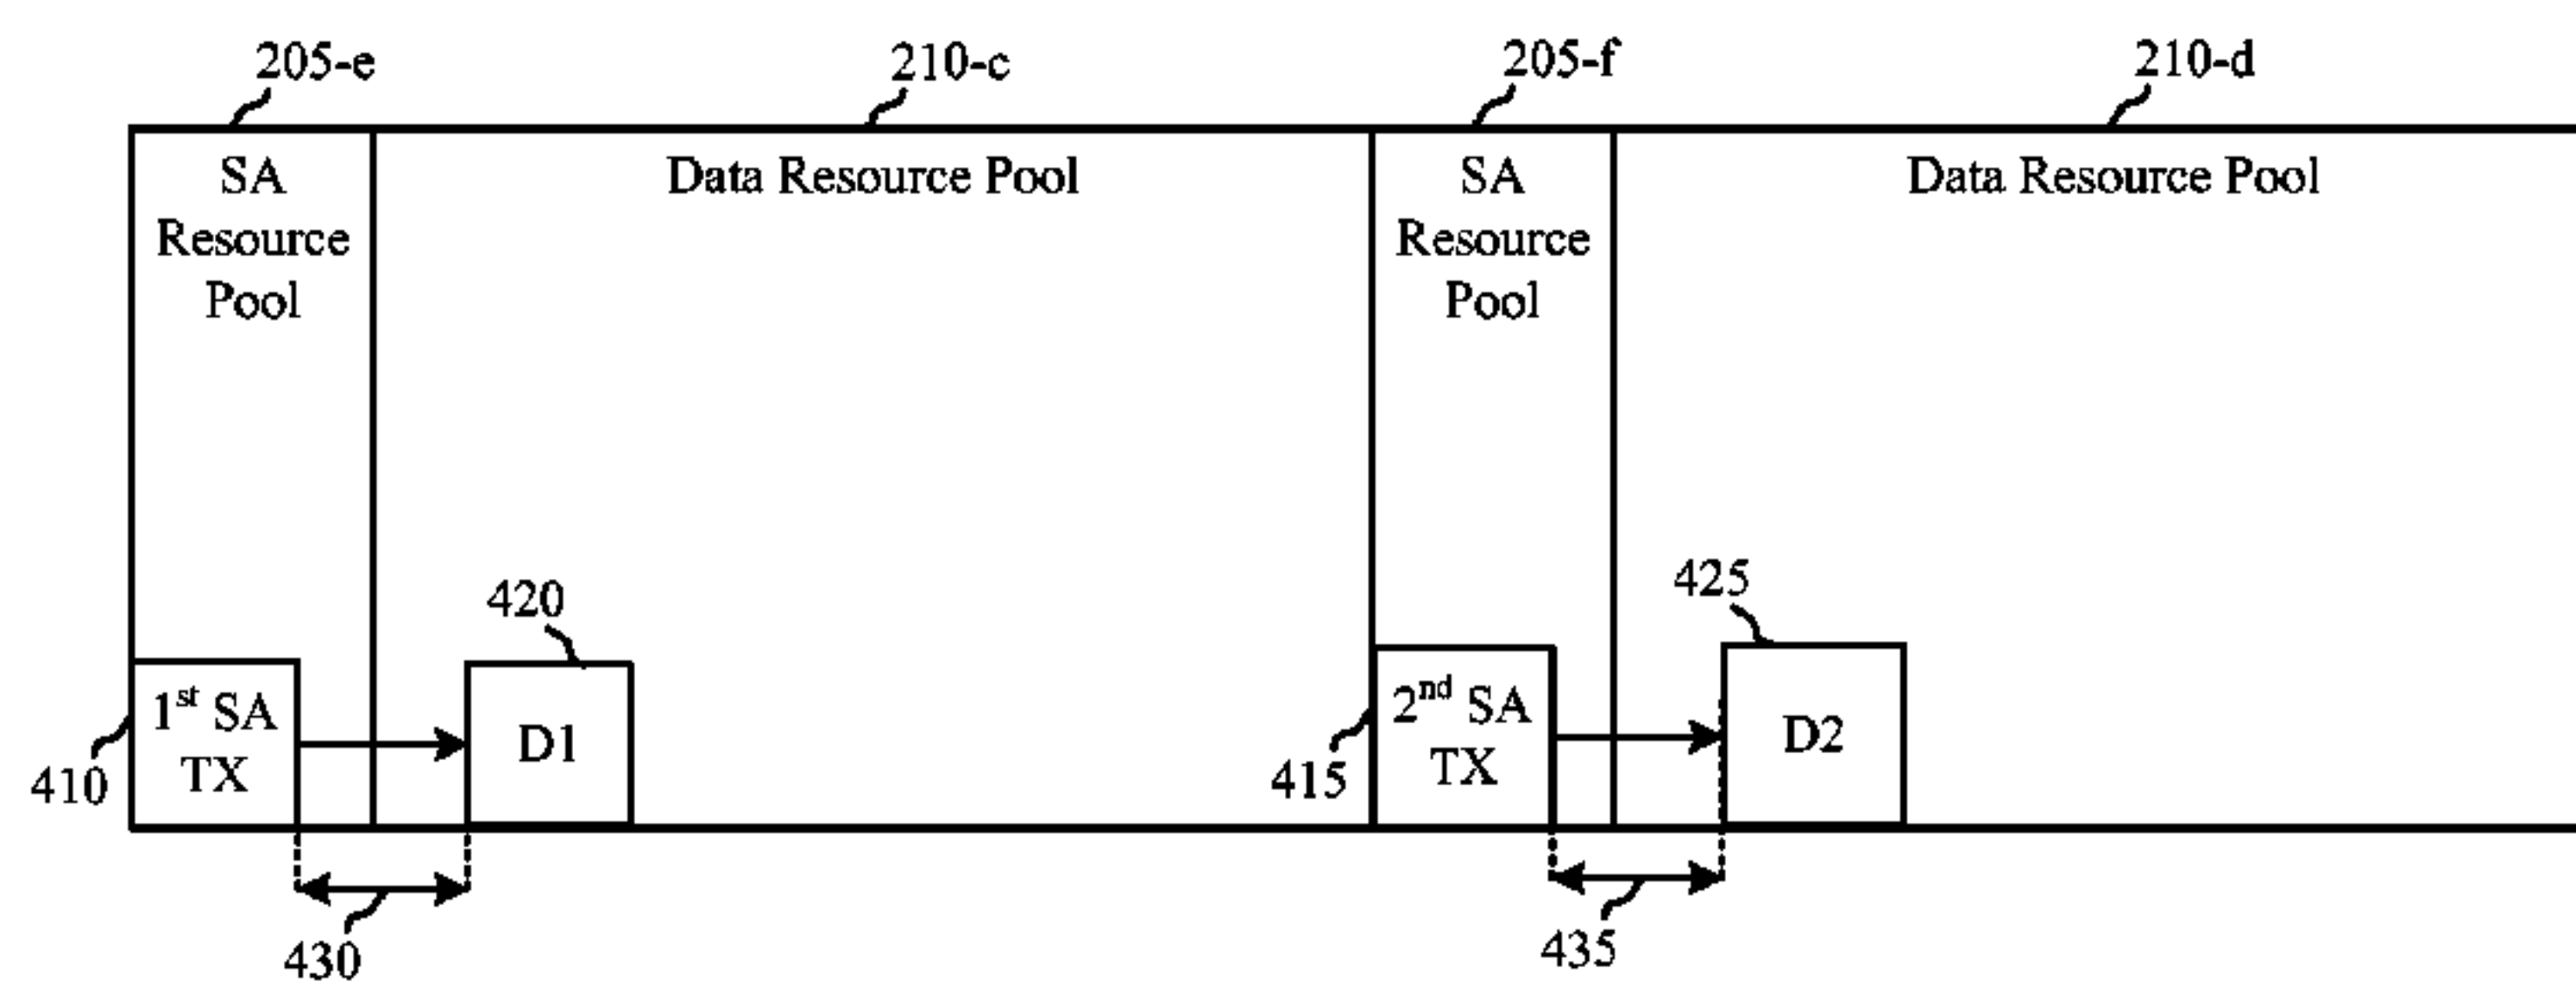 205-e
210-c
205-f
210-d
SA
Resource
Pool
Data Resource Pool
SA
Resource
Pool
Data Resource Pool
420
425
1st SA
TX
D1
2nd SA
TX
D2
410
415
430
435